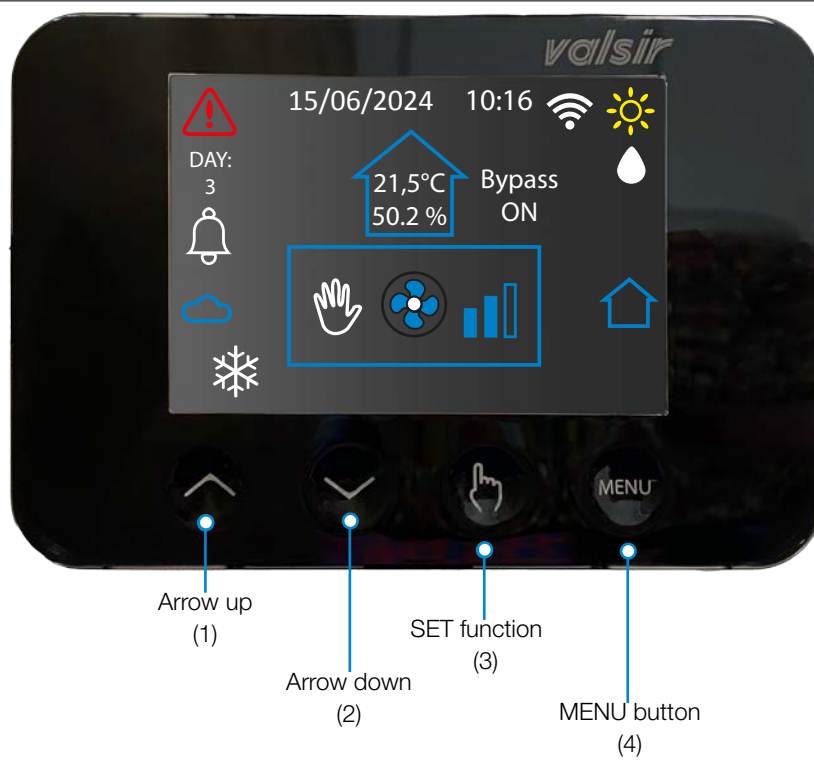 valsir
15/06/2024 10:16
DAY:
3
21,5°C
50.2 %
Bypass
ON
MENU
Arrow up
(1)
Arrow down
(2)
SET function
(3)
MENU button
(4)